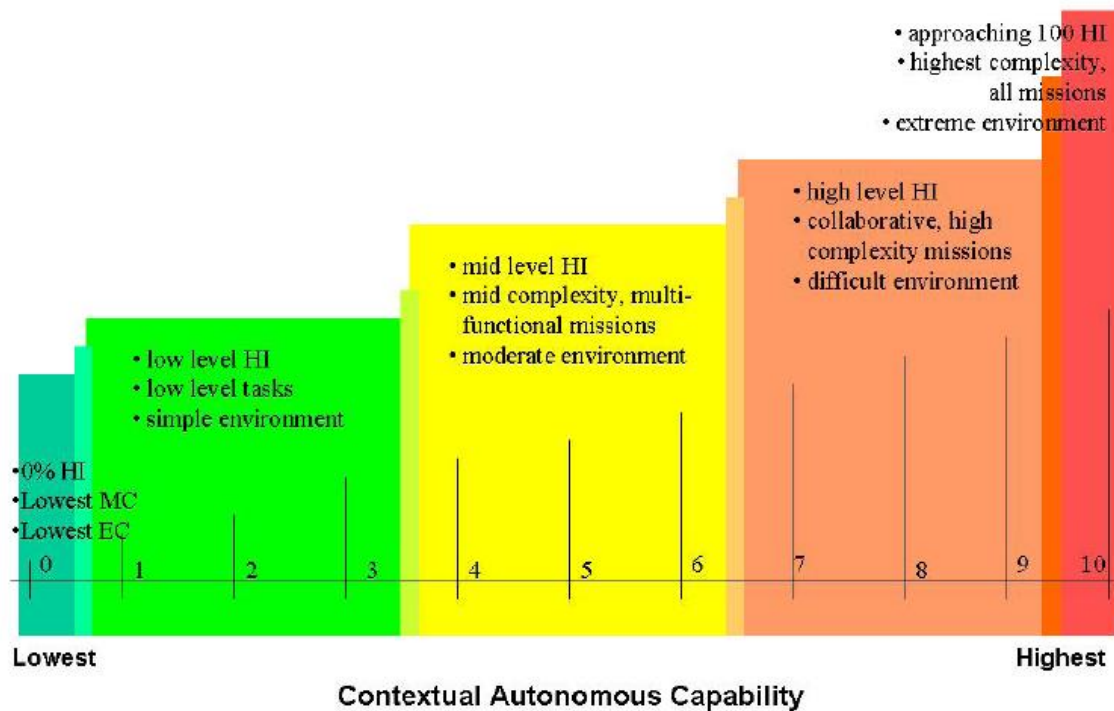 • approaching 100 HI
• highest complexity,
all missions
• extreme environment
• high level HI
• collaborative, high
complexity missions
• difficult environment
• mid level HI
• mid complexity, multi-
functional missions
• moderate environment
• low level HI
• low level tasks
• simple environment
•0% HI
•Lowest MC
•Lowest EC
0 1 2 3 4 5 6 7 8 9 10
Lowest Highest
Contextual Autonomous Capability